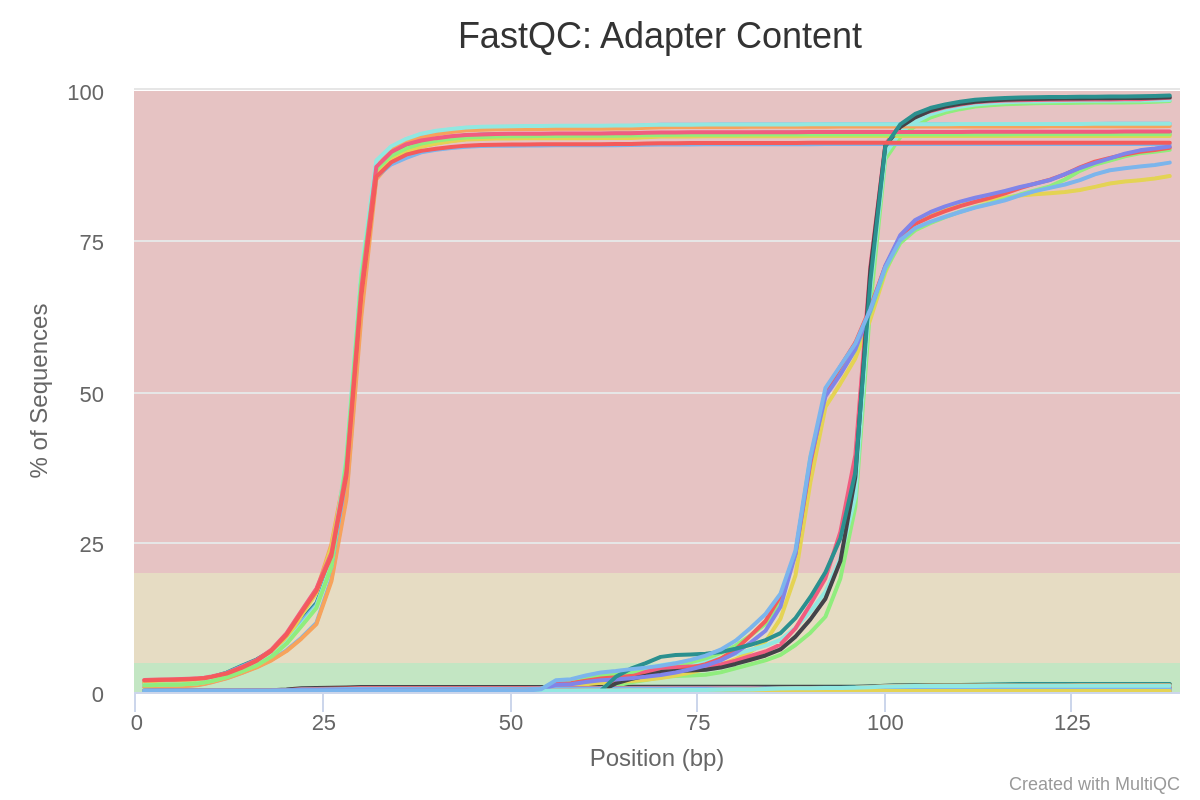 FastQC: Adapter Content
100
75
50
25
0
% of Sequences
0 25 50 75 100 125
Position (bp)
Created with MultiQC